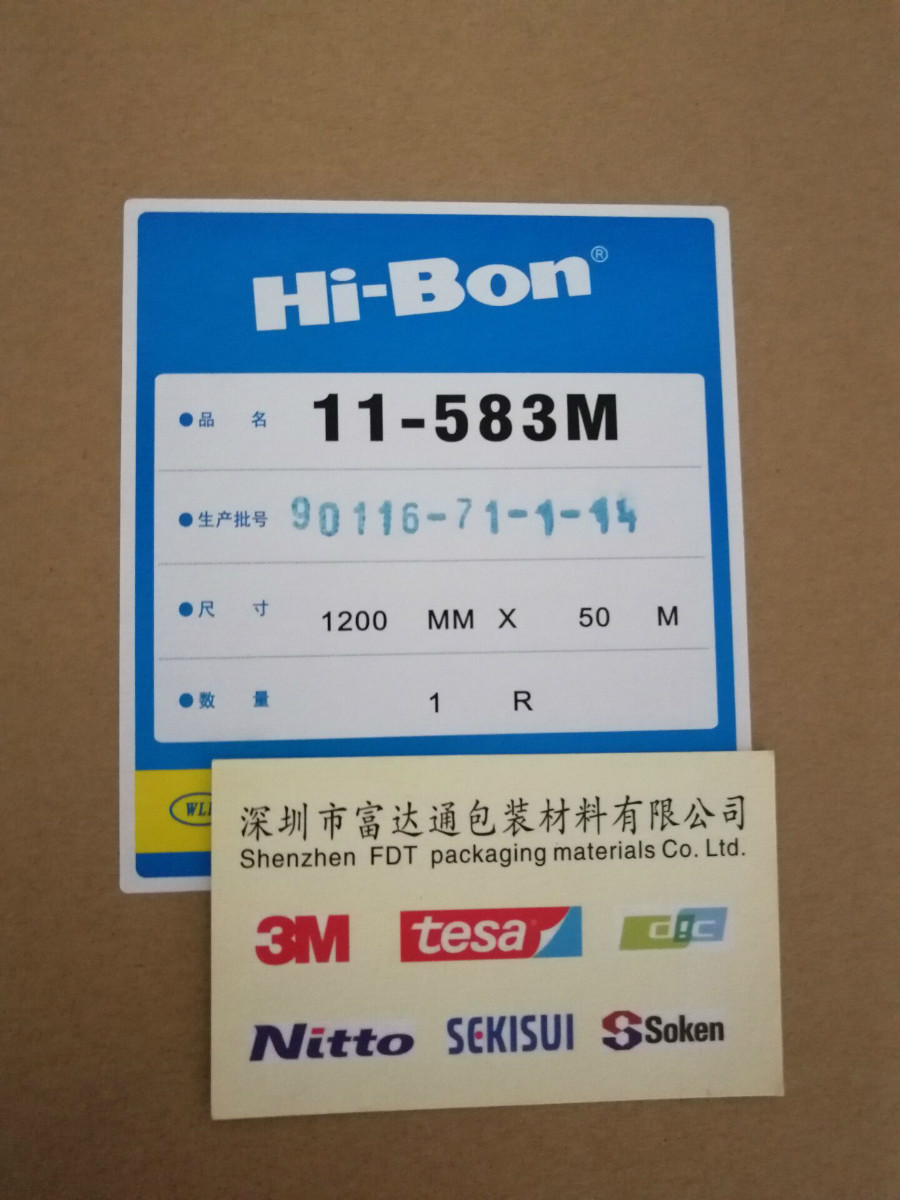 Hi-Bon®
●品 名 11-583M
●生产批号 90116-71-1-14
●尺 寸 1200 MM X 50 M
●数 量 1 R
深圳市富达通包装材料有限公司
Shenzhen FDT packaging materials Co. Ltd.
3M tesa dic
Nitto SEKISUI Soken